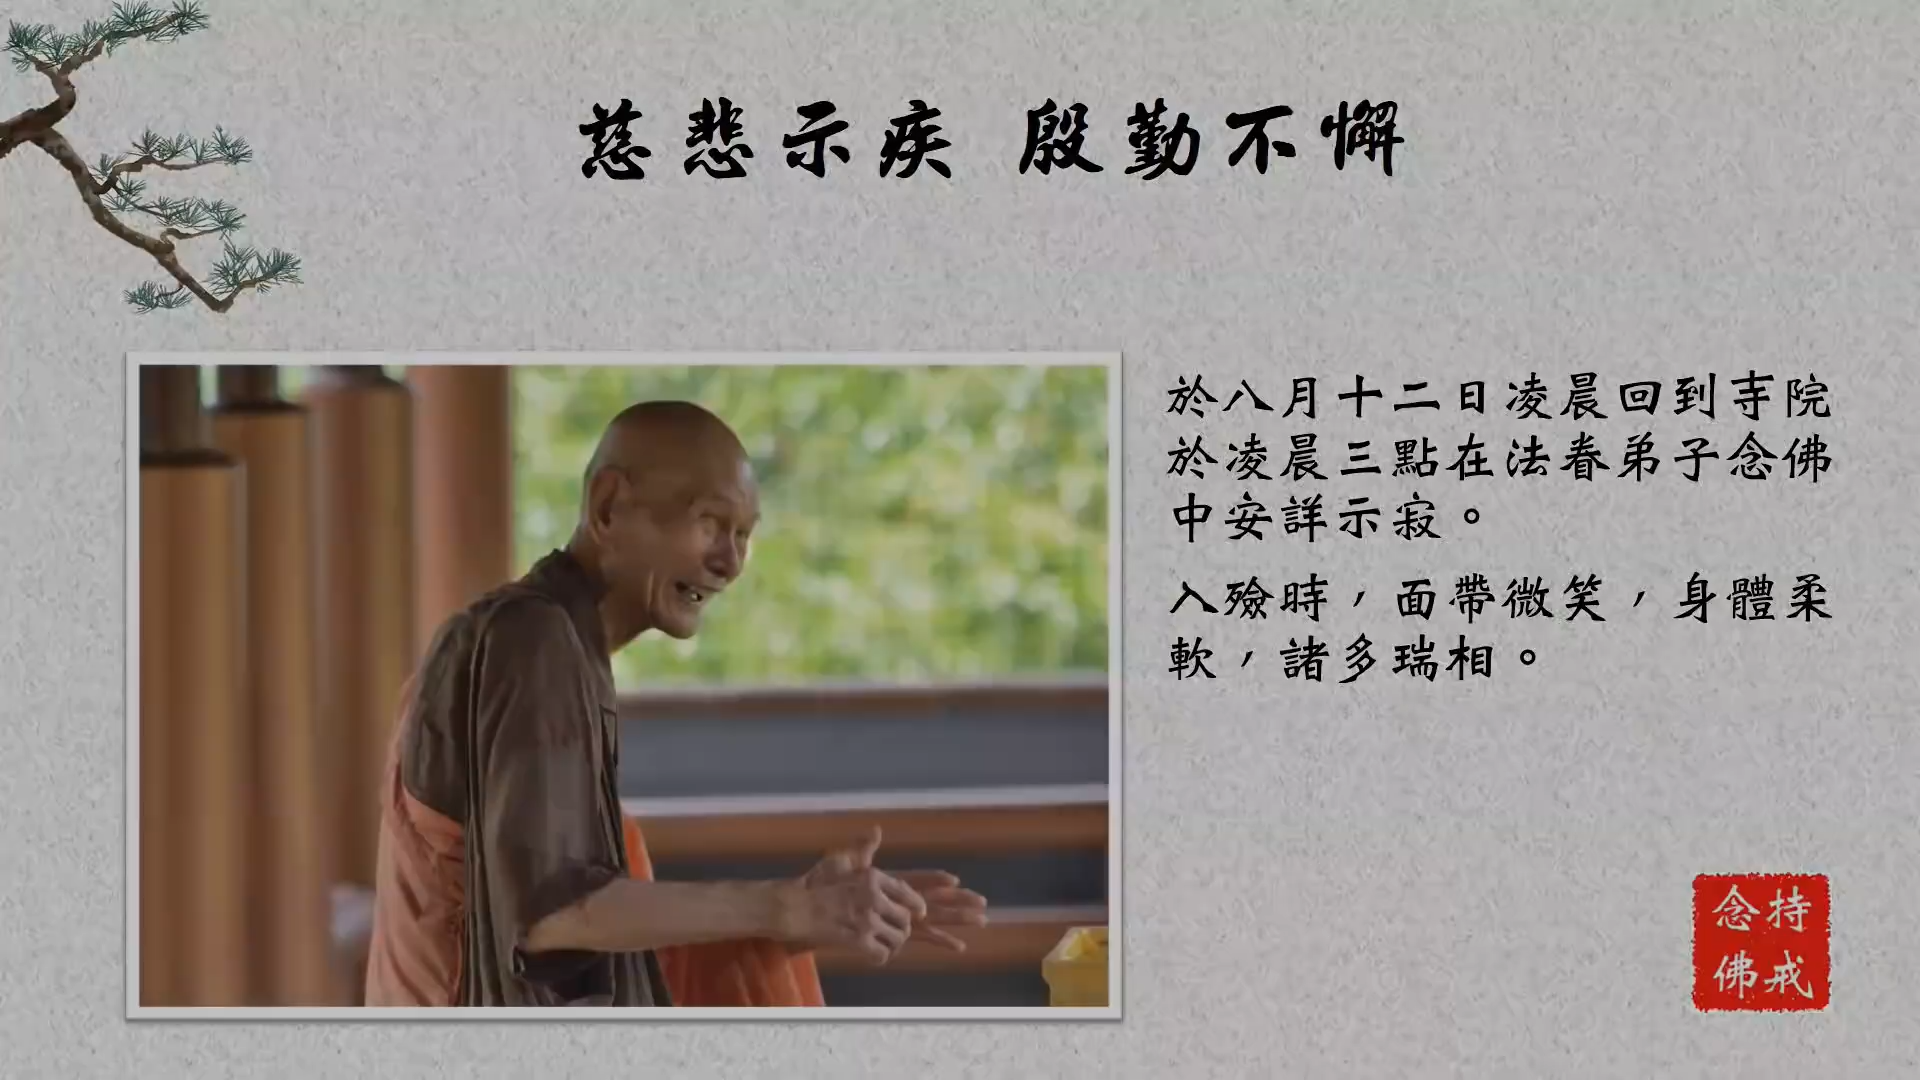 慈悲示疾 殷勤不懈
於八月十二日凌晨回到寺院
於凌晨三點在法眷弟子念佛
中安詳示寂。
入殮時，面帶微笑，身體柔
軟，諸多瑞相。
持戒
念佛